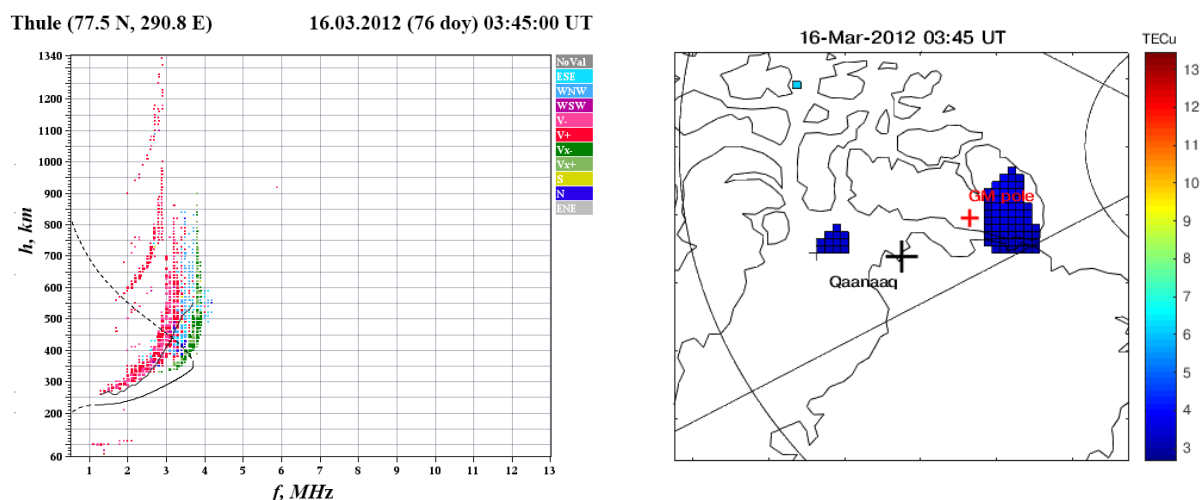 Thule (77.5 N, 290.8 E) 16.03.2012 (76 doy) 03:45:00 UT
h, km
1340
1200
1100
1000
900
800
700
600
500
400
300
200
60
1 2 3 4 5 6 7 8 9 10 11 12 13
f, MHz
NoVal
ESE
WNW
WSW
V-
V+
Vx-
Vx+
S
N
ENE
16-Mar-2012 03:45 UT
GM pole
Qaanaaq
TECu
13
12
11
10
9
8
7
6
5
4
3